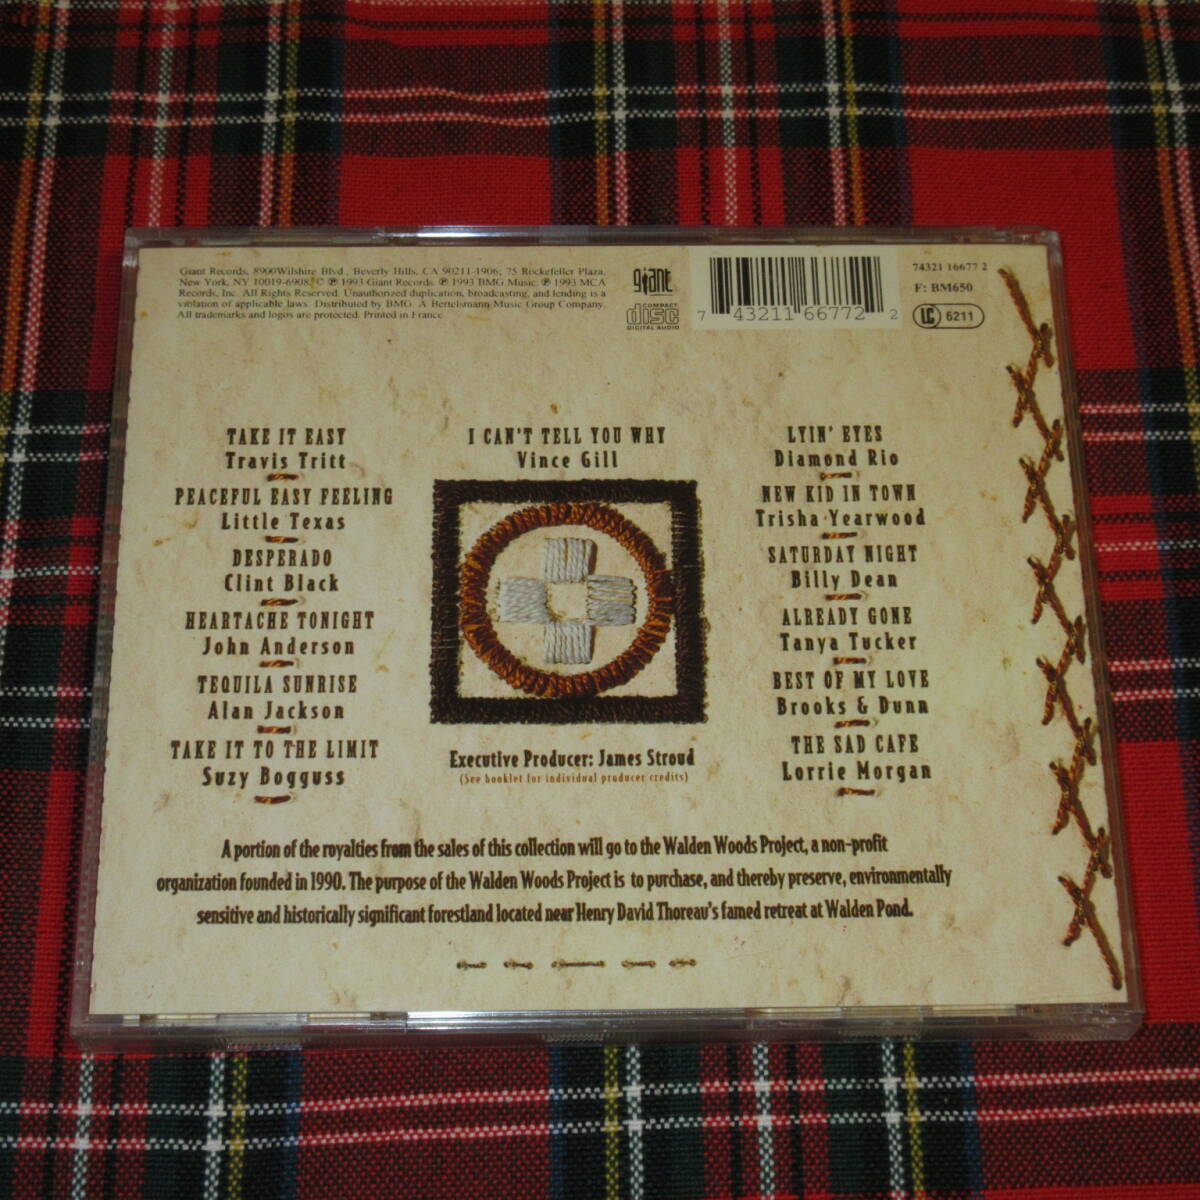 Giant Records, 8900Wilshire Blvd., Beverly Hills, CA 90211-1906; 75 Rockefeller Plaza,
New York, NY 10019-6908. © ℗ 1993 Giant Records. ℗ 1993 BMG Music. ℗ 1993 MCA
Records, Inc. All Rights Reserved. Unauthorized duplication, broadcasting, and lending is a
violation of applicable laws. Distributed by BMG. A Bertelsmann Music Group Company.
All trademarks and logos are protected. Printed in France
giant
COMPACT
disc
DIGITAL AUDIO
7 43211 66772 2
74321 16677 2
F: BM650
LC 6211
TAKE IT EASY
Travis Tritt
PEACEFUL EASY FEELING
Little Texas
DESPERADO
Clint Black
HEARTACHE TONIGHT
John Anderson
TEQUILA SUNRISE
Alan Jackson
TAKE IT TO THE LIMIT
Suzy Bogguss
I CAN'T TELL YOU WHY
Vince Gill
Executive Producer: James Stroud
(See booklet for individual producer credits)
LYIN' EYES
Diamond Rio
NEW KID IN TOWN
Trisha Yearwood
SATURDAY NIGHT
Billy Dean
ALREADY GONE
Tanya Tucker
BEST OF MY LOVE
Brooks & Dunn
THE SAD CAFE
Lorrie Morgan
A portion of the royalties from the sales of this collection will go to the Walden Woods Project, a non-profit
organization founded in 1990. The purpose of the Walden Woods Project is to purchase, and thereby preserve, environmentally
sensitive and historically significant forestland located near Henry David Thoreau's famed retreat at Walden Pond.